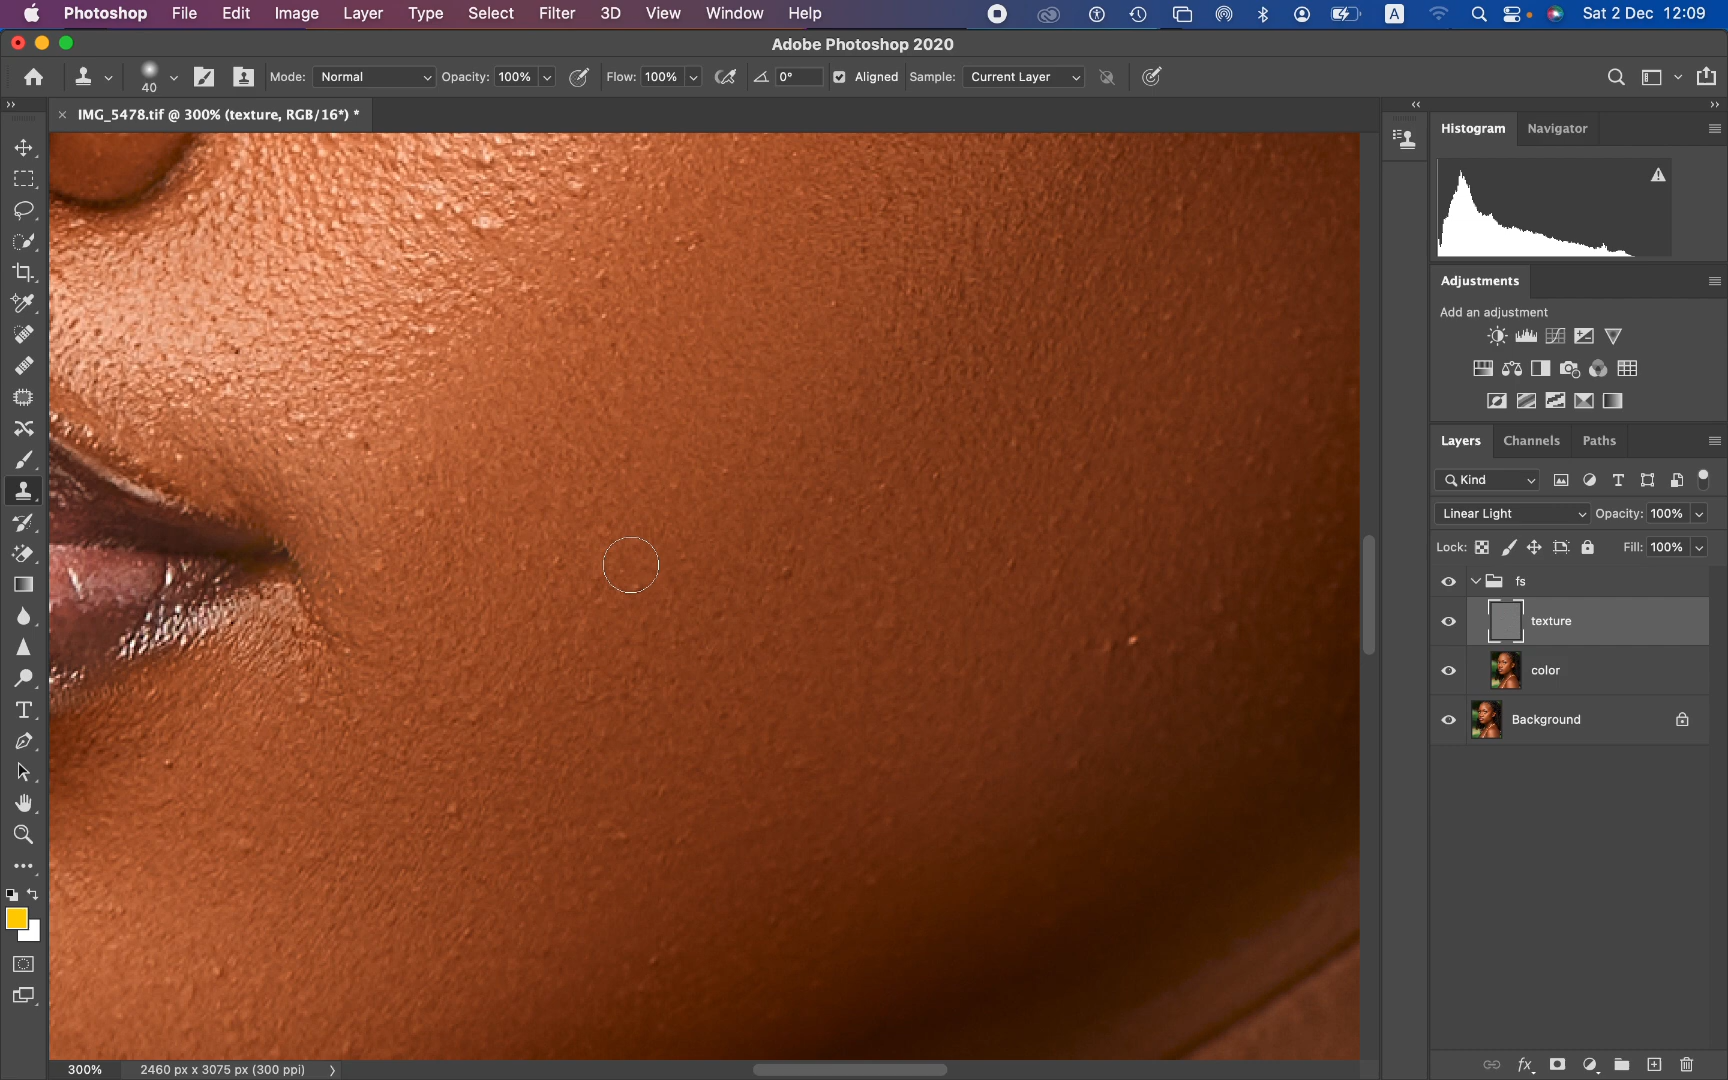 Photoshop File Edit Image Layer Type Select Filter 3D View Window Help A Sat 2 Dec 12:09
Adobe Photoshop 2020
40 Mode: Normal Opacity: 100% Flow: 100% 0° Aligned Sample: Current Layer
IMG_5478.tif @ 300% (texture, RGB/16*) *
Histogram Navigator
Adjustments
Add an adjustment
Layers Channels Paths
Kind
Linear Light Opacity: 100%
Lock: Fill: 100%
fs
texture
color
Background
300% 2460 px x 3075 px (300 ppi)